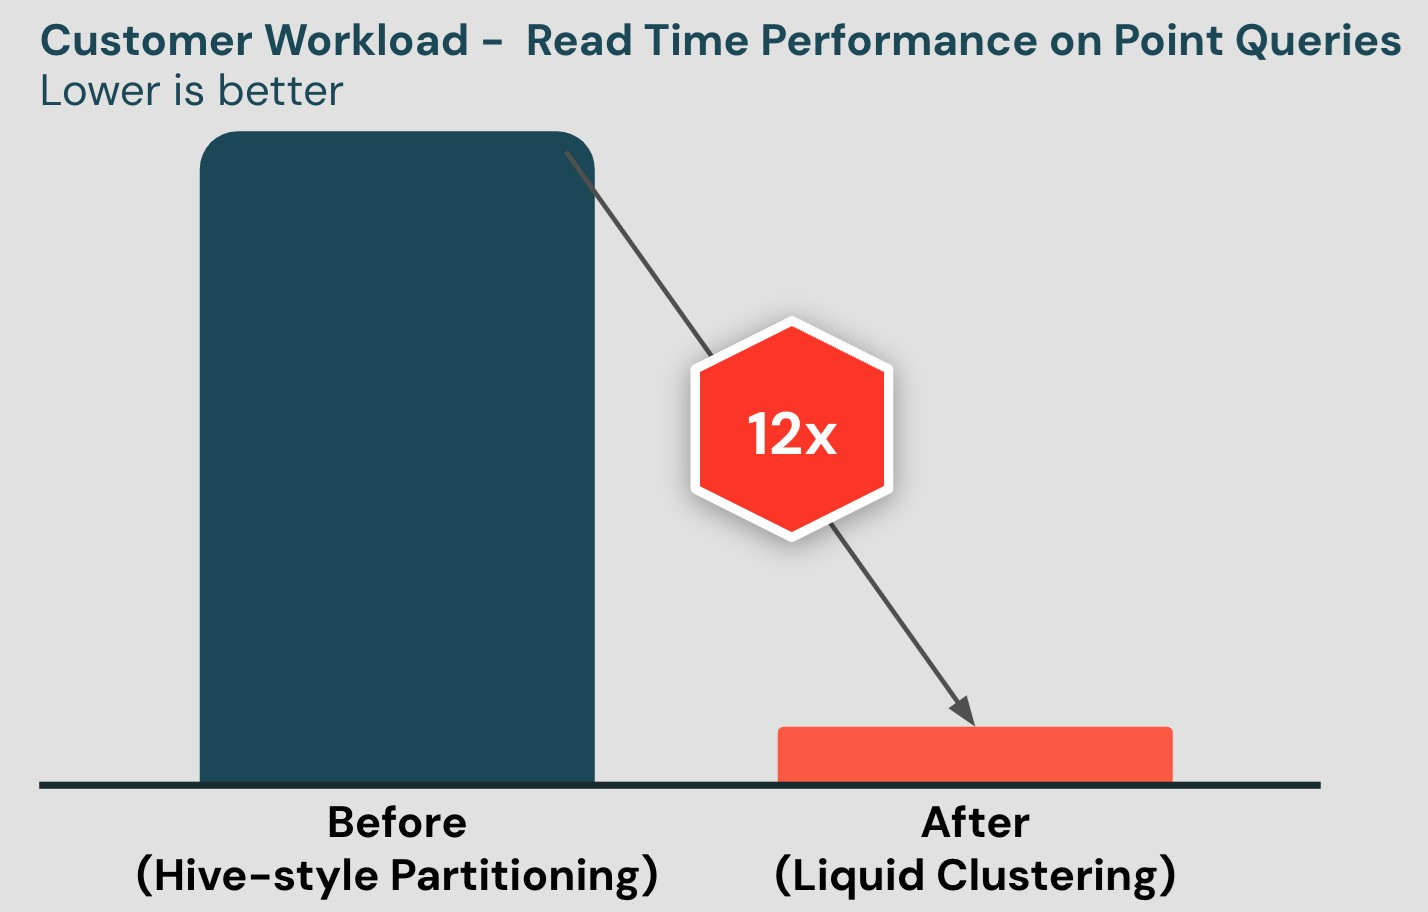 Customer Workload - Read Time Performance on Point Queries
Lower is better
12x
Before
(Hive-style Partitioning)
After
(Liquid Clustering)